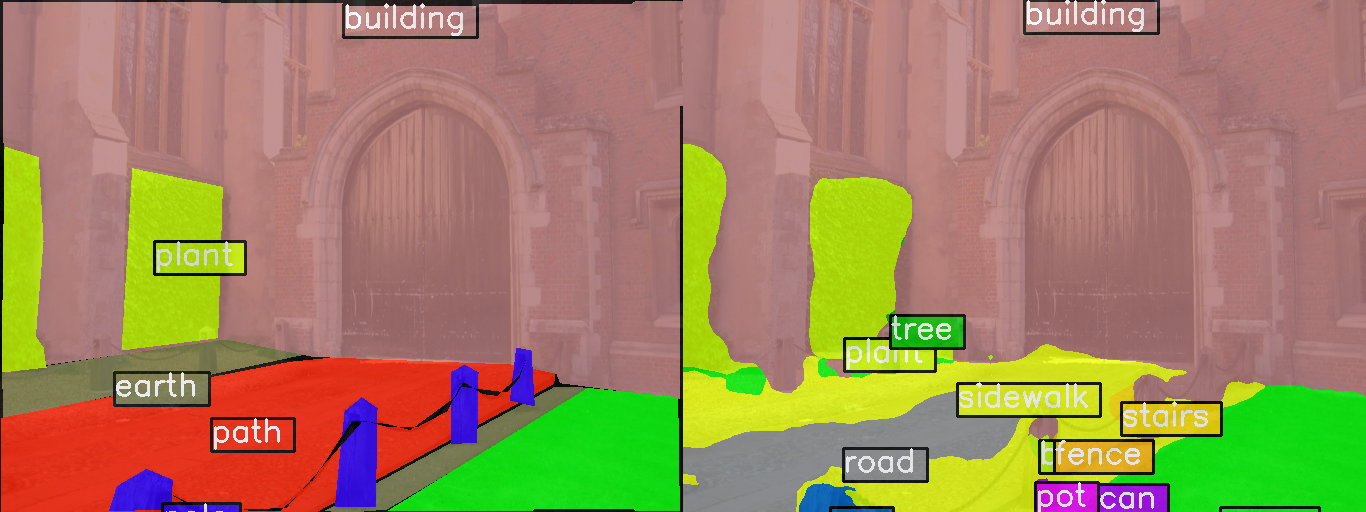 building
building
plant
tree
plant
earth
sidewalk
stairs
path
fence
road
pot
can